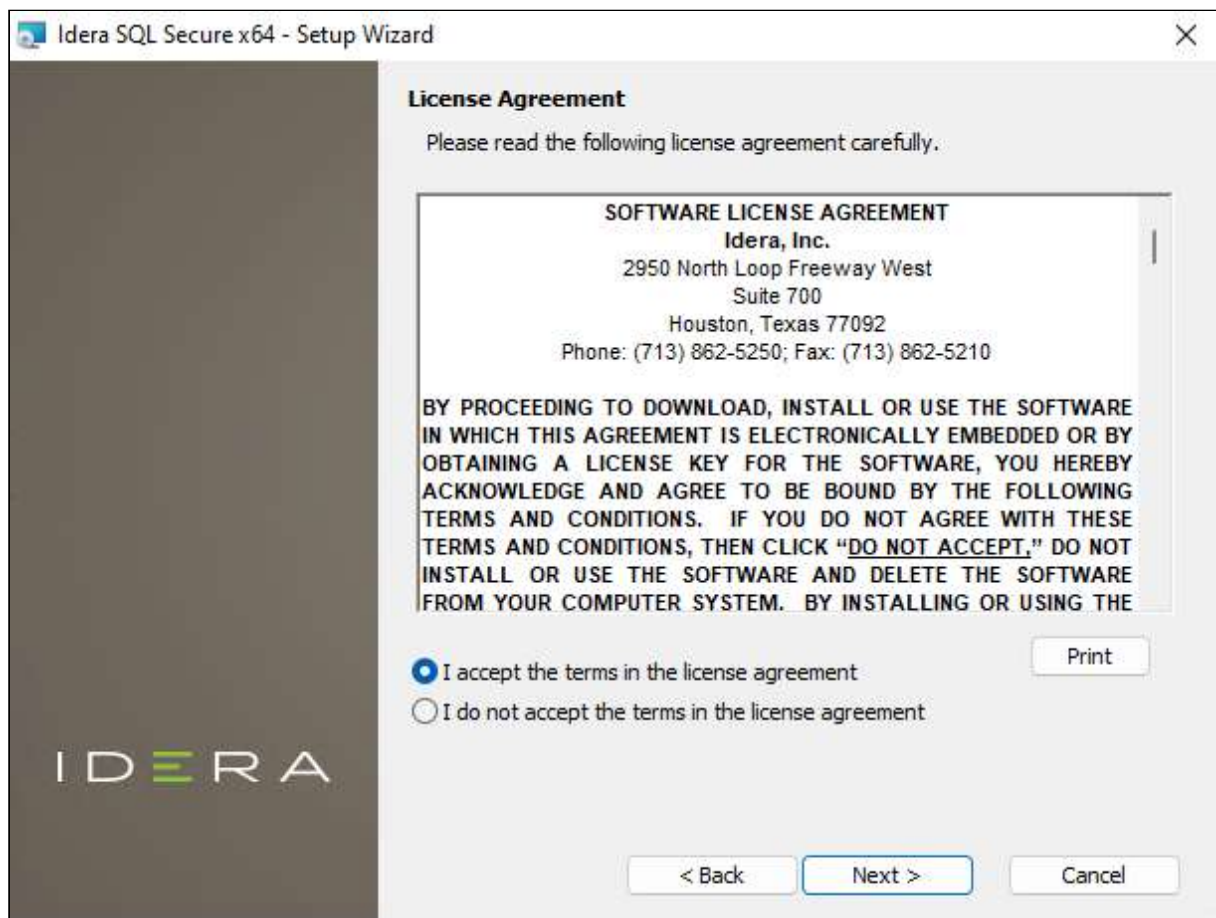 Idera SQL Secure x64 - Setup Wizard
License Agreement
Please read the following license agreement carefully.
SOFTWARE LICENSE AGREEMENT
Idera, Inc.
2950 North Loop Freeway West
Suite 700
Houston, Texas 77092
Phone: (713) 862-5250; Fax: (713) 862-5210
BY PROCEEDING TO DOWNLOAD, INSTALL OR USE THE SOFTWARE
IN WHICH THIS AGREEMENT IS ELECTRONICALLY EMBEDDED OR BY
OBTAINING A LICENSE KEY FOR THE SOFTWARE, YOU HEREBY
ACKNOWLEDGE AND AGREE TO BE BOUND BY THE FOLLOWING
TERMS AND CONDITIONS. IF YOU DO NOT AGREE WITH THESE
TERMS AND CONDITIONS, THEN CLICK “DO NOT ACCEPT.” DO NOT
INSTALL OR USE THE SOFTWARE AND DELETE THE SOFTWARE
FROM YOUR COMPUTER SYSTEM. BY INSTALLING OR USING THE
Print
I accept the terms in the license agreement
I do not accept the terms in the license agreement
IDERA
< Back Next > Cancel